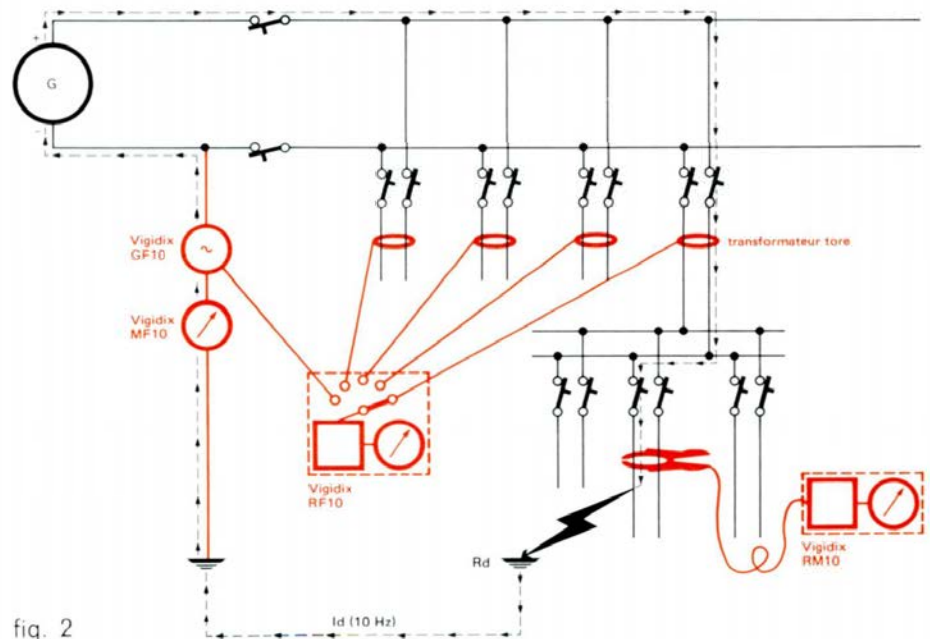 +
G
-
Vigidix
GF10
~
transformateur tore
Vigidix
MF10
Vigidix
RF10
Vigidix
RM10
Rd
Id (10 Hz)
fig. 2